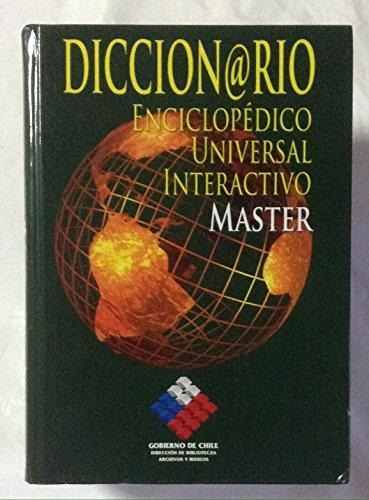 DICCION@RIO
ENCICLOPÉDICO
UNIVERSAL
INTERACTIVO
MASTER
GOBIERNO DE CHILE
DIRECCIÓN DE BIBLIOTECAS
ARCHIVOS Y MUSEOS